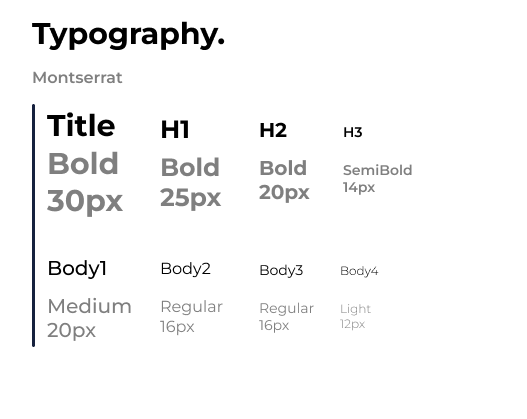 Typography.
Montserrat
Title
Bold
30px
H1
Bold
25px
H2
Bold
20px
H3
SemiBold
14px
Body1
Medium
20px
Body2
Regular
16px
Body3
Regular
16px
Body4
Light
12px